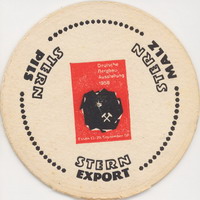 STERN
PILS
STERN
MALZ
Deutsche
Bergbau
Ausstellung
1958
STERN
EXPORT